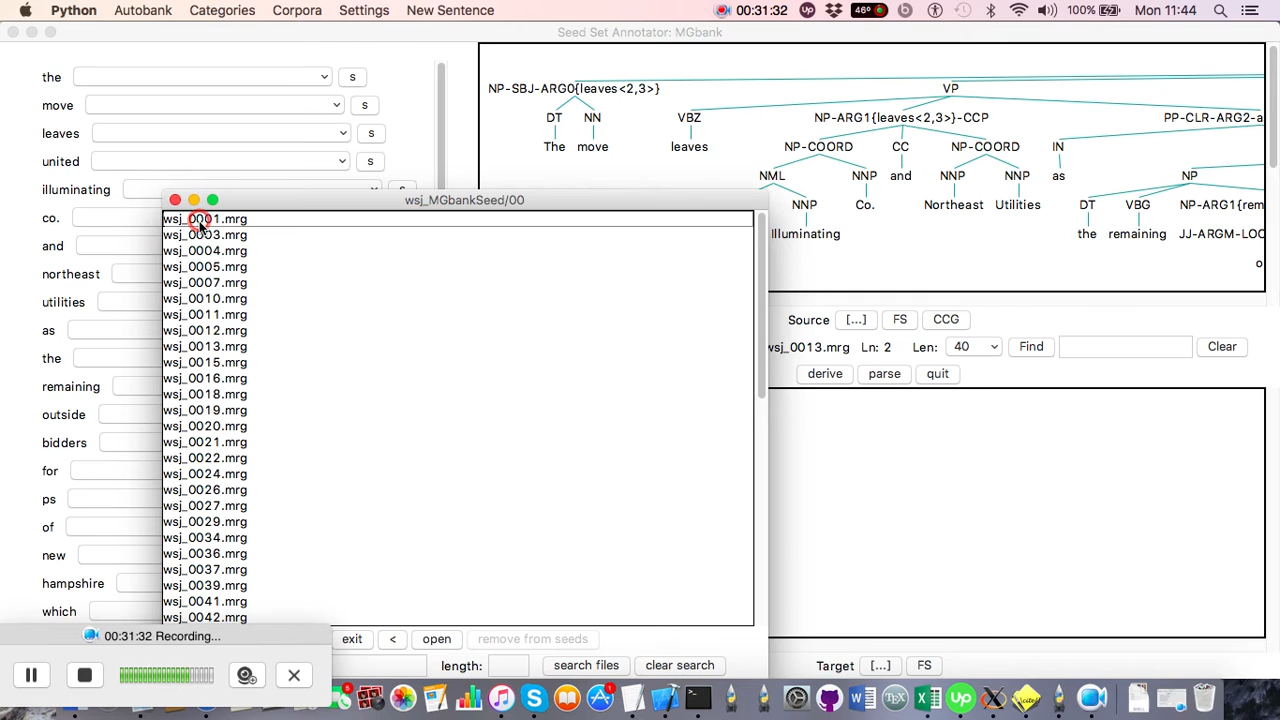 Python Autobank Categories Corpora Settings New Sentence 00:31:32 46° 100% Mon 11:44
Seed Set Annotator: MGbank
the s
move s
leaves s
united s
illuminating s
co.
and
northeast
utilities
as
the
remaining
outside
bidders
for
ps
of
new
hampshire
which
NP-SBJ-ARG0{leaves<2,3>} VP
DT NN VBZ NP-ARG1{leaves<2,3>}-CCP PP-CLR-ARG2-a
The move leaves NP-COORD CC NP-COORD IN
NML NNP and NNP NNP as NP
NNP Co. Northeast Utilities DT VBG NP-ARG1{rem
Illuminating the remaining JJ-ARGM-LOC
o
wsj_MGbankSeed/00
wsj_0001.mrg
wsj_0003.mrg
wsj_0004.mrg
wsj_0005.mrg
wsj_0007.mrg
wsj_0010.mrg
wsj_0011.mrg
wsj_0012.mrg
wsj_0013.mrg
wsj_0015.mrg
wsj_0016.mrg
wsj_0018.mrg
wsj_0019.mrg
wsj_0020.mrg
wsj_0021.mrg
wsj_0022.mrg
wsj_0024.mrg
wsj_0026.mrg
wsj_0027.mrg
wsj_0029.mrg
wsj_0034.mrg
wsj_0036.mrg
wsj_0037.mrg
wsj_0039.mrg
wsj_0041.mrg
wsj_0042.mrg
exit < open remove from seeds
length: search files clear search
Source [...] FS CCG
wsj_0013.mrg Ln: 2 Len: 40 Find Clear
derive parse quit
Target [...] FS
00:31:32 Recording...